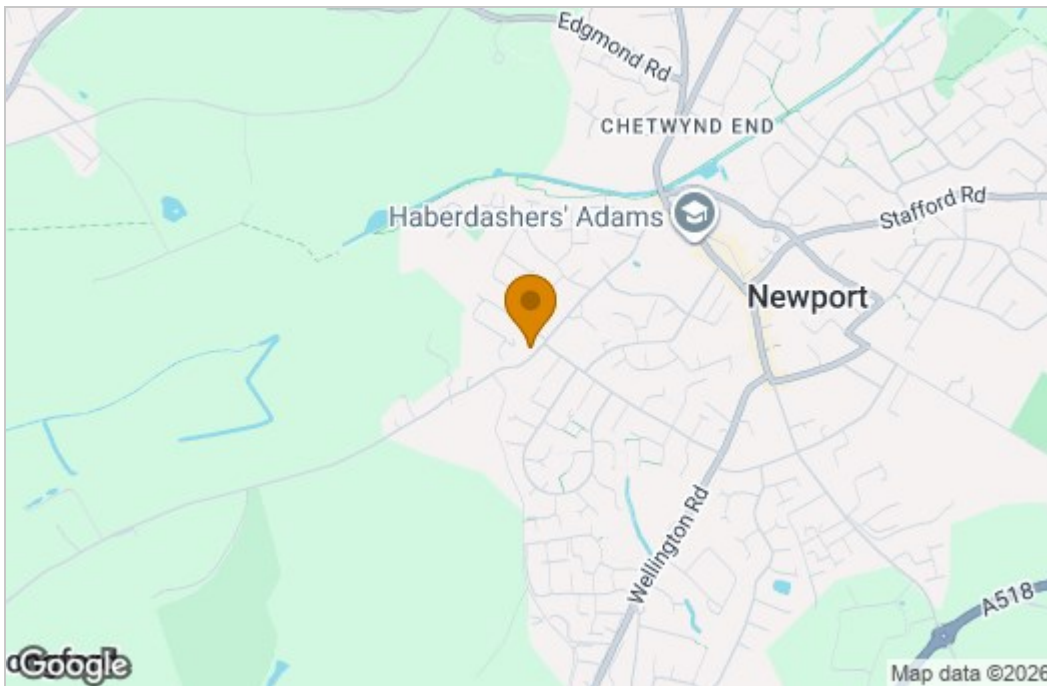 Edgmond Rd
CHETWYND END
Haberdashers' Adams
Stafford Rd
Newport
Wellington Rd
A518
Google
Map data ©2026